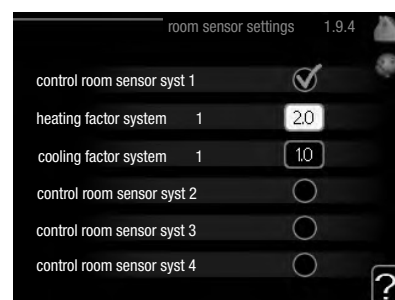 room sensor settings 1.9.4
control room sensor syst 1
heating factor system 1 2.0
cooling factor system 1 1.0
control room sensor syst 2
control room sensor syst 3
control room sensor syst 4
?